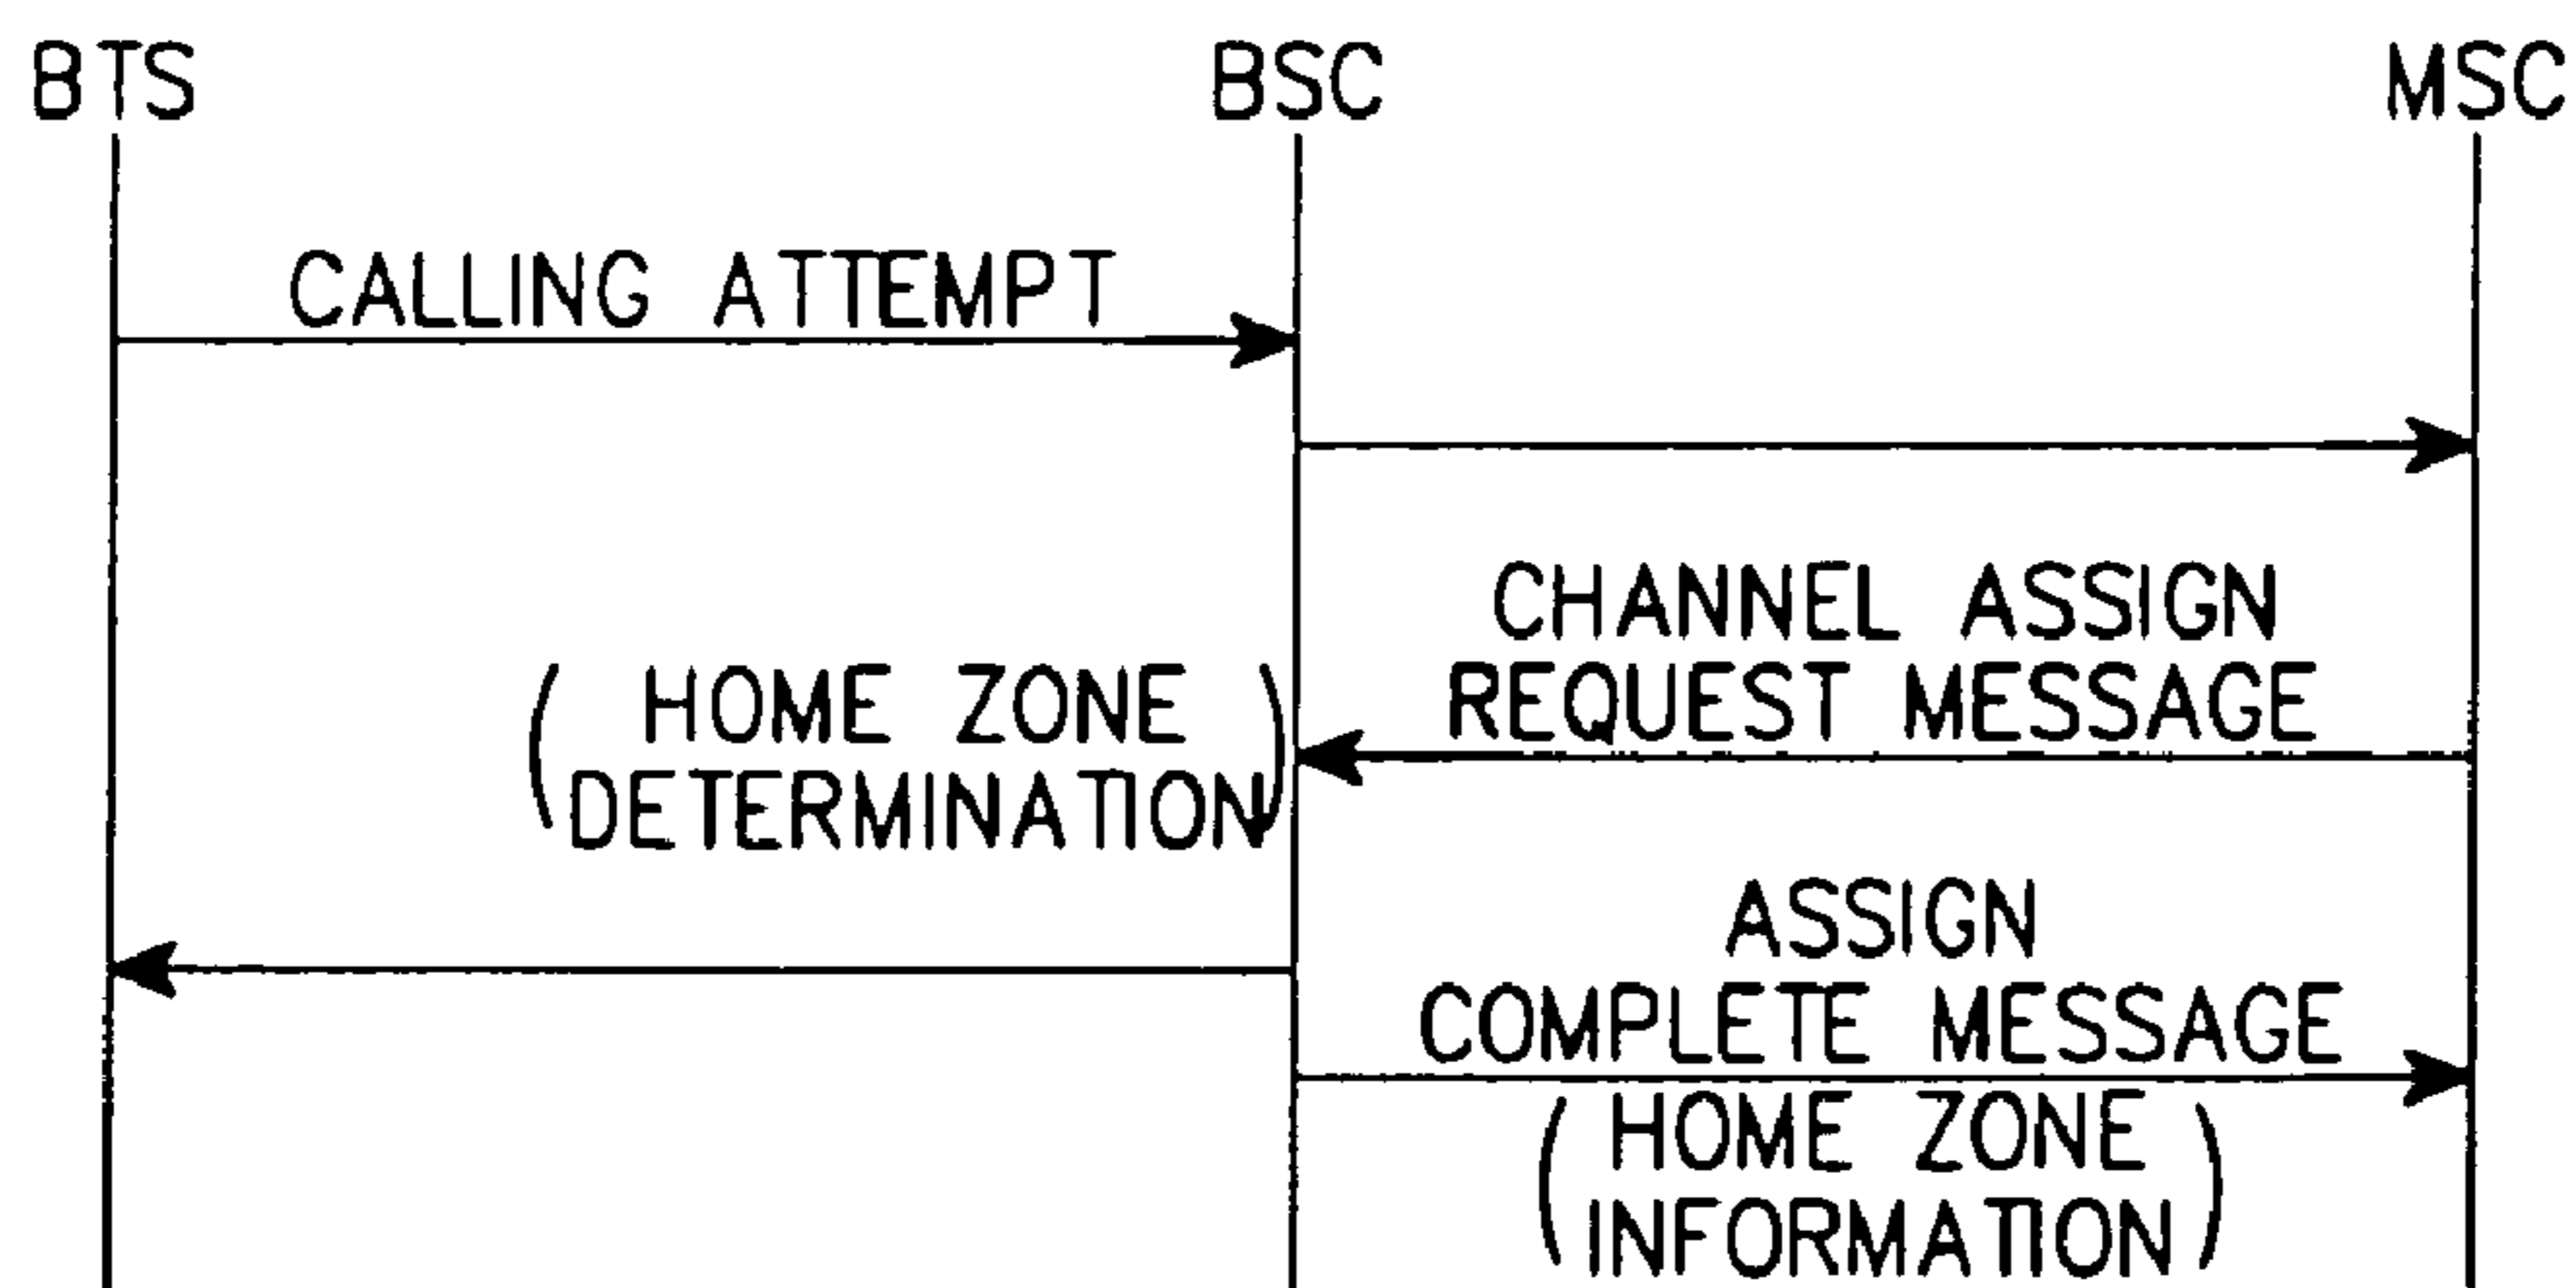 BTS BSC MSC
CALLING ATTEMPT
CHANNEL ASSIGN
REQUEST MESSAGE
( HOME ZONE
DETERMINATION )
ASSIGN
COMPLETE MESSAGE
( HOME ZONE
INFORMATION )